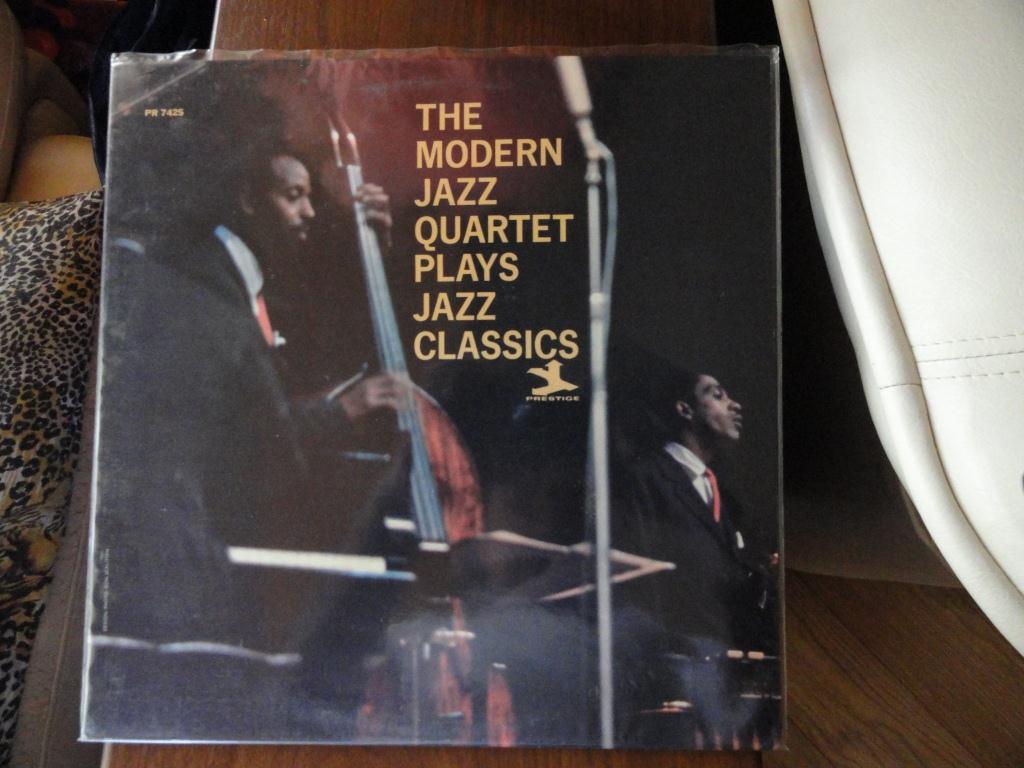 PR 7425
THE
MODERN
JAZZ
QUARTET
PLAYS
JAZZ
CLASSICS
PRESTIGE